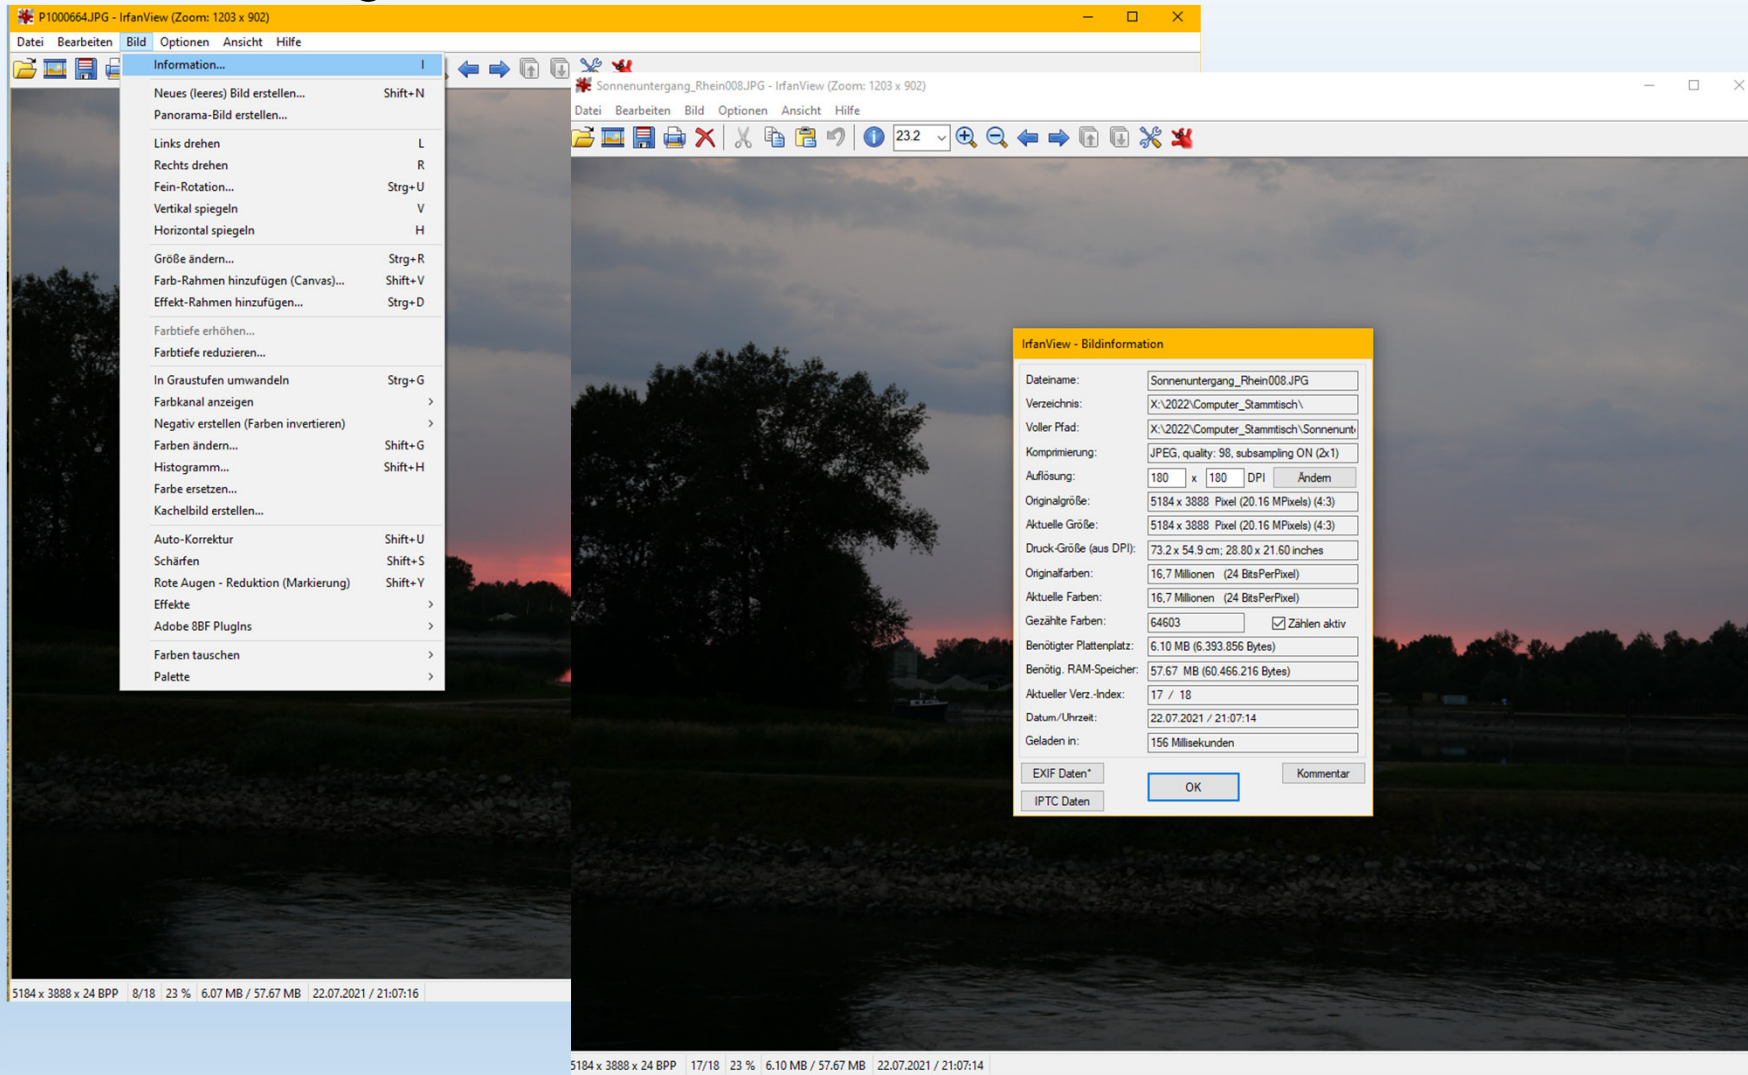 P1000664.JPG - IrfanView (Zoom: 1203 x 902)
Datei Bearbeiten Bild Optionen Ansicht Hilfe
Information... I
Neues (leeres) Bild erstellen... Shift+N
Panorama-Bild erstellen...
Links drehen L
Rechts drehen R
Fein-Rotation... Strg+U
Vertikal spiegeln V
Horizontal spiegeln H
Größe ändern... Strg+R
Farb-Rahmen hinzufügen (Canvas)... Shift+V
Effekt-Rahmen hinzufügen... Strg+D
Farbtiefe erhöhen...
Farbtiefe reduzieren...
In Graustufen umwandeln Strg+G
Farbkanal anzeigen
Negativ erstellen (Farben invertieren)
Farben ändern... Shift+G
Histogramm... Shift+H
Farbe ersetzen...
Kachelbild erstellen...
Auto-Korrektur Shift+U
Schärfen Shift+S
Rote Augen - Reduktion (Markierung) Shift+Y
Effekte
Adobe 8BF PlugIns
Farben tauschen
Palette
5184 x 3888 x 24 BPP 8/18 23 % 6.07 MB / 57.67 MB 22.07.2021 / 21:07:16
Sonnenuntergang_Rhein008.JPG - IrfanView (Zoom: 1203 x 902)
Datei Bearbeiten Bild Optionen Ansicht Hilfe
23.2
IrfanView - Bildinformation
Dateiname: Sonnenuntergang_Rhein008.JPG
Verzeichnis: X:\2022\Computer_Stammtisch\
Voller Pfad: X:\2022\Computer_Stammtisch\Sonnenunt
Komprimierung: JPEG, quality: 98, subsampling ON (2x1)
Auflösung: 180 x 180 DPI Ändern
Originalgröße: 5184 x 3888 Pixel (20.16 MPixels) (4:3)
Aktuelle Größe: 5184 x 3888 Pixel (20.16 MPixels) (4:3)
Druck-Größe (aus DPI): 73.2 x 54.9 cm; 28.80 x 21.60 inches
Originalfarben: 16,7 Millionen (24 BitsPerPixel)
Aktuelle Farben: 16,7 Millionen (24 BitsPerPixel)
Gezählte Farben: 64603 Zählen aktiv
Benötigter Plattenplatz: 6.10 MB (6.393.856 Bytes)
Benötig. RAM-Speicher: 57.67 MB (60.466.216 Bytes)
Aktueller Verz.-Index: 17 / 18
Datum/Uhrzeit: 22.07.2021 / 21:07:14
Geladen in: 156 Millisekunden
EXIF Daten* OK Kommentar
IPTC Daten
5184 x 3888 x 24 BPP 17/18 23 % 6.10 MB / 57.67 MB 22.07.2021 / 21:07:14